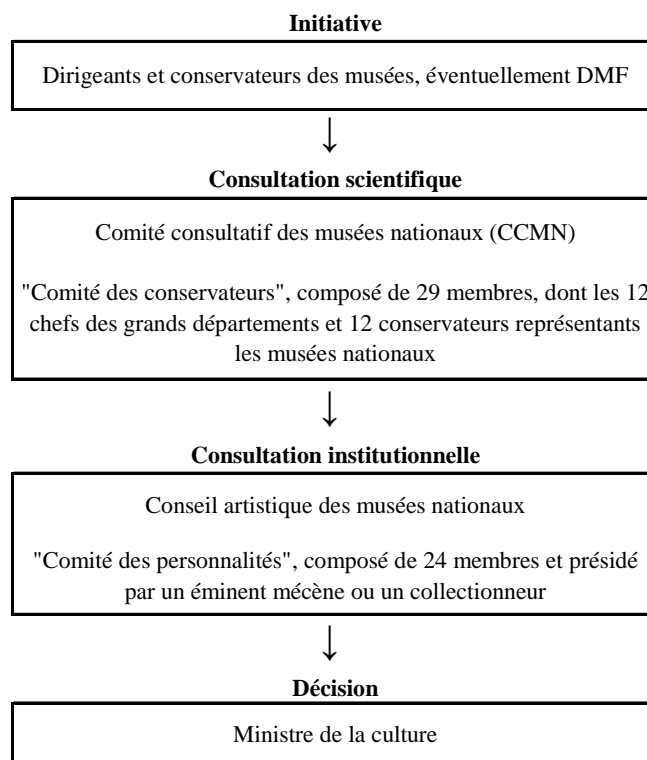 Initiative
Dirigeants et conservateurs des musées, éventuellement DMF
↓
Consultation scientifique
Comité consultatif des musées nationaux (CCMN)
"Comité des conservateurs", composé de 29 membres, dont les 12
chefs des grands départements et 12 conservateurs représentants
les musées nationaux
↓
Consultation institutionnelle
Conseil artistique des musées nationaux
"Comité des personnalités", composé de 24 membres et présidé
par un éminent mécène ou un collectionneur
↓
Décision
Ministre de la culture